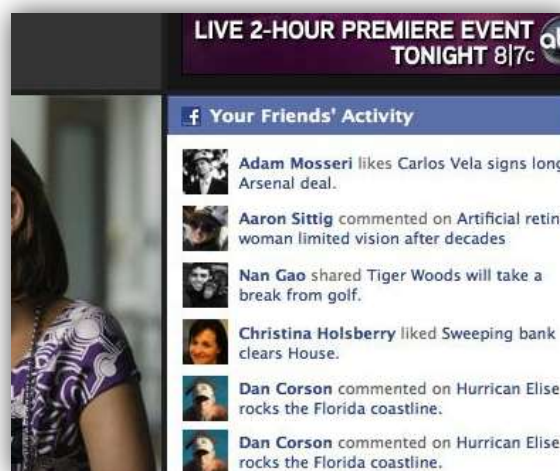 LIVE 2-HOUR PREMIERE EVENT
TONIGHT 8|7c
f Your Friends' Activity
Adam Mosseri likes Carlos Vela signs long
Arsenal deal.
Aaron Sittig commented on Artificial retin
woman limited vision after decades
Nan Gao shared Tiger Woods will take a
break from golf.
Christina Holsberry liked Sweeping bank
clears House.
Dan Corson commented on Hurrican Elise
rocks the Florida coastline.
Dan Corson commented on Hurrican Elise
rocks the Florida coastline.